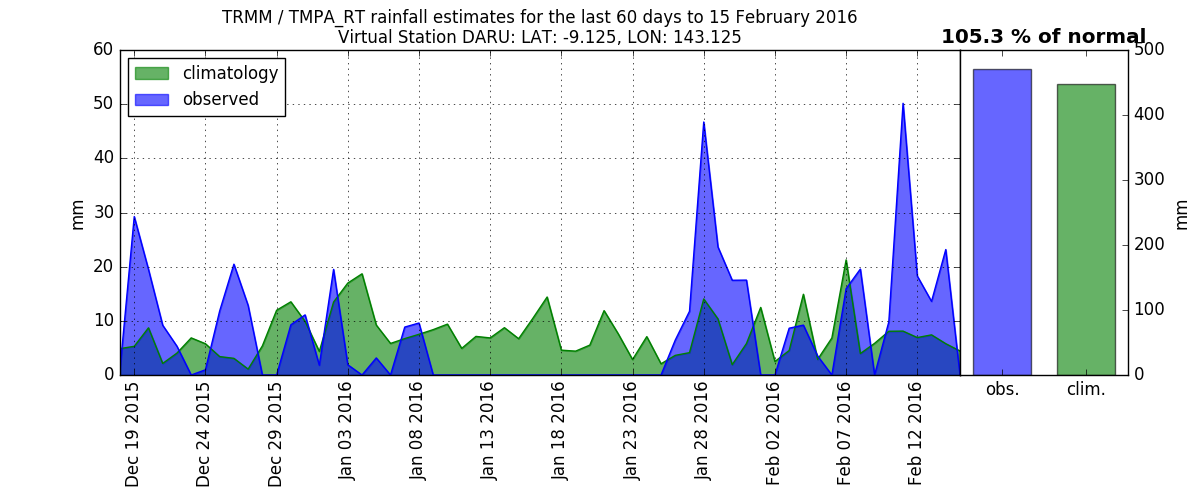 TRMM / TMPA_RT rainfall estimates for the last 60 days to 15 February 2016
Virtual Station DARU: LAT: -9.125, LON: 143.125
105.3 % of normal
climatology
observed
60
50
40
30
20
10
0
mm
500
400
300
200
100
0
mm
Dec 19 2015
Dec 24 2015
Dec 29 2015
Jan 03 2016
Jan 08 2016
Jan 13 2016
Jan 18 2016
Jan 23 2016
Jan 28 2016
Feb 02 2016
Feb 07 2016
Feb 12 2016
obs.
clim.